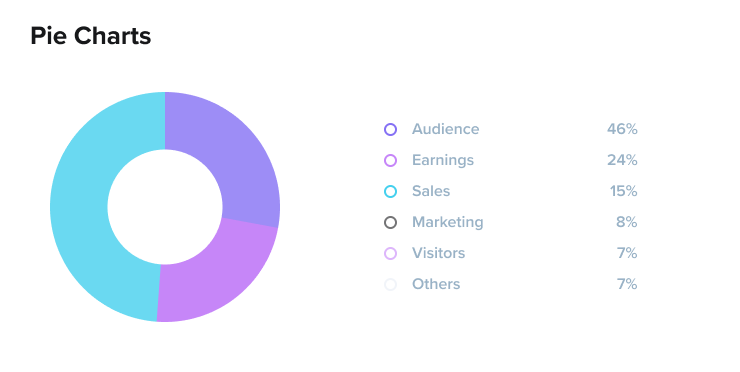 Pie Charts
Audience 46%
Earnings 24%
Sales 15%
Marketing 8%
Visitors 7%
Others 7%